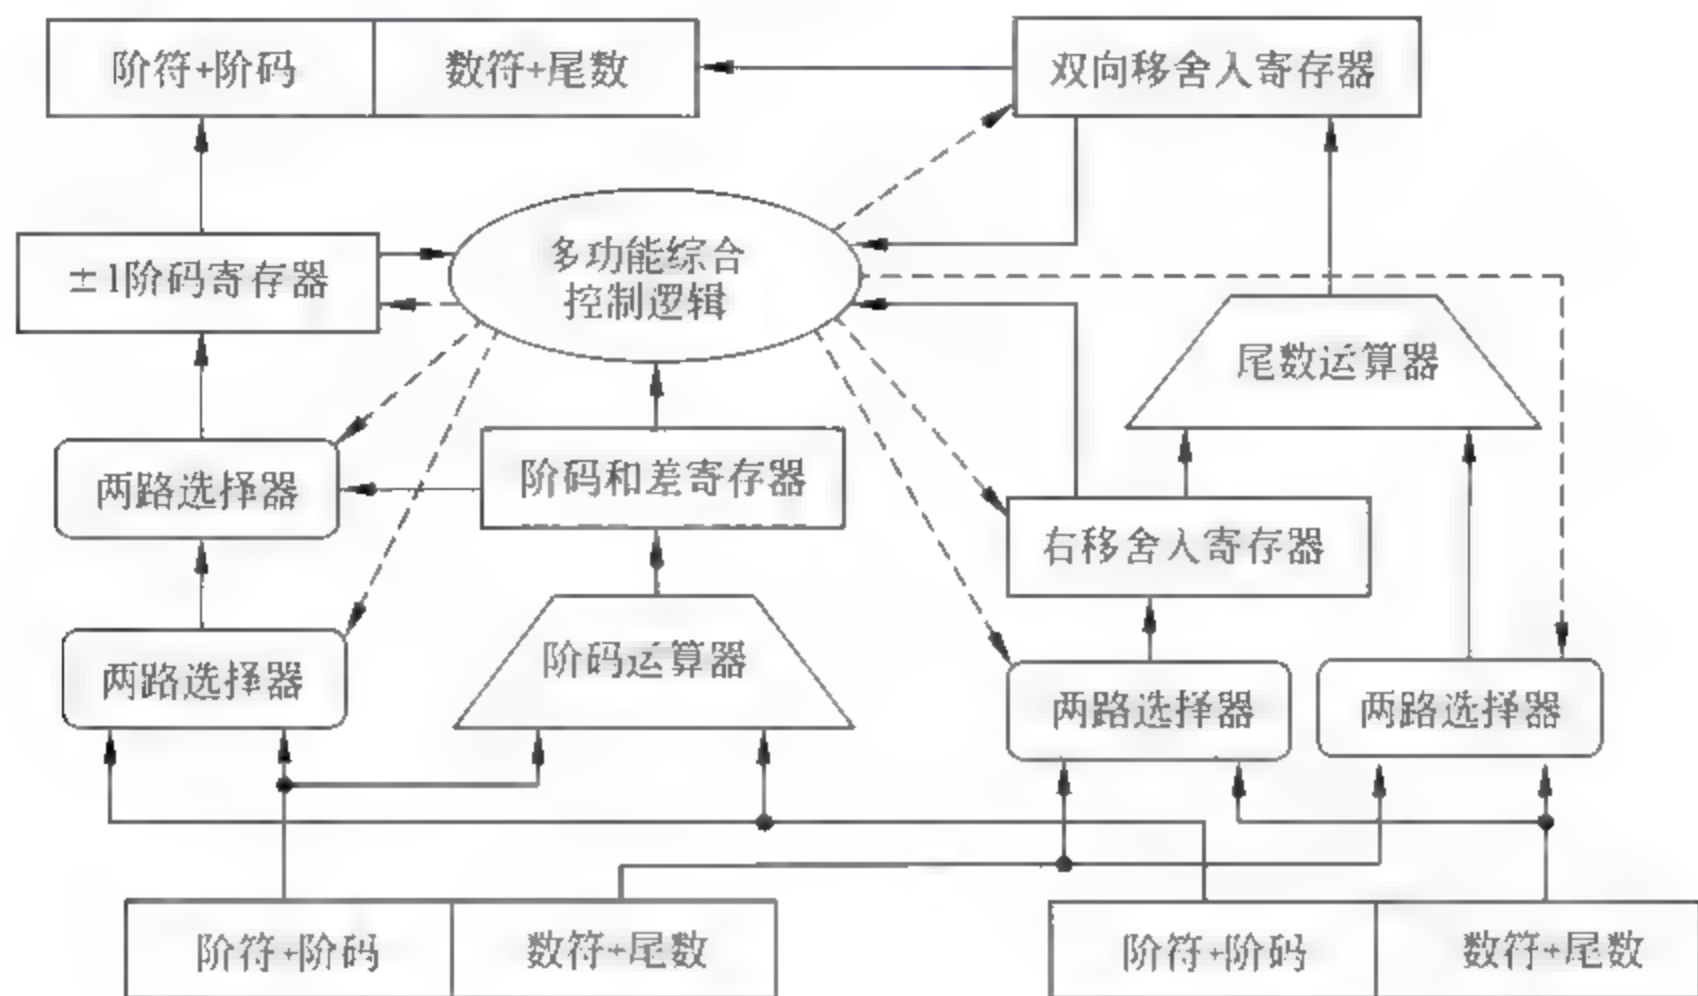 阶符+阶码
数符+尾数
双向移舍入寄存器
±1阶码寄存器
多功能综合
控制逻辑
尾数运算器
两路选择器
阶码和差寄存器
右移舍入寄存器
两路选择器
阶码运算器
两路选择器
两路选择器
阶符+阶码
数符+尾数
阶符+阶码
数符+尾数